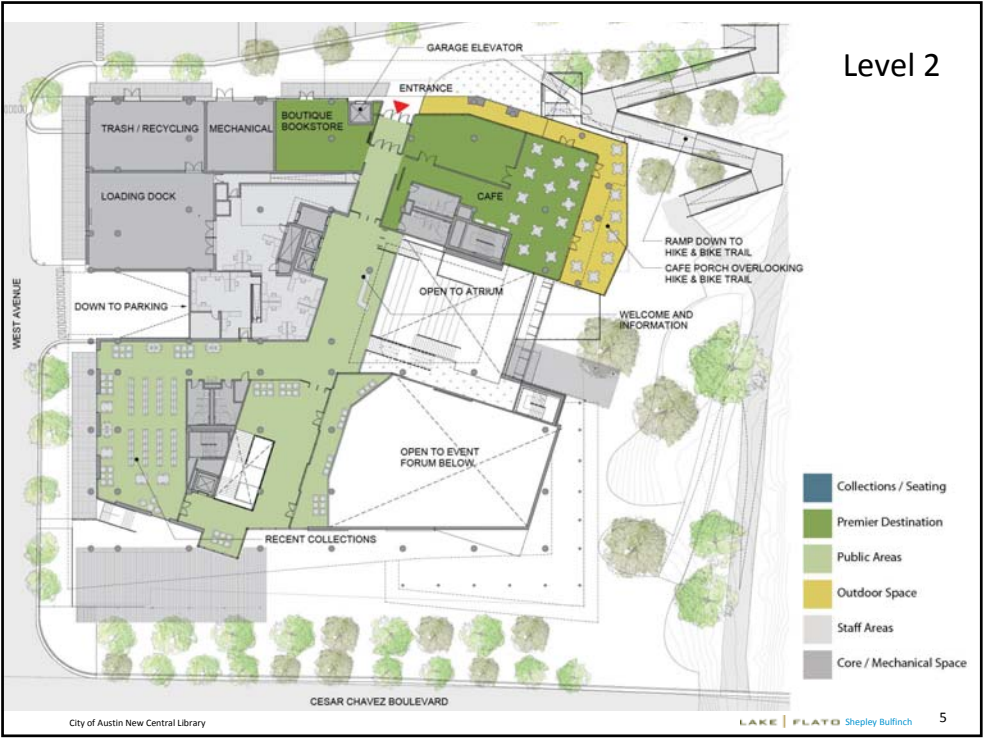 Level 2
GARAGE ELEVATOR
ENTRANCE
TRASH / RECYCLING
MECHANICAL
BOUTIQUE
BOOKSTORE
LOADING DOCK
CAFE
RAMP DOWN TO
HIKE & BIKE TRAIL
CAFE PORCH OVERLOOKING
HIKE & BIKE TRAIL
OPEN TO ATRIUM
WEST AVENUE
DOWN TO PARKING
WELCOME AND
INFORMATION
OPEN TO EVENT
FORUM BELOW
RECENT COLLECTIONS
Collections / Seating
Premier Destination
Public Areas
Outdoor Space
Staff Areas
Core / Mechanical Space
CESAR CHAVEZ BOULEVARD
City of Austin New Central Library
LAKE | FLATO Shepley Bulfinch
5